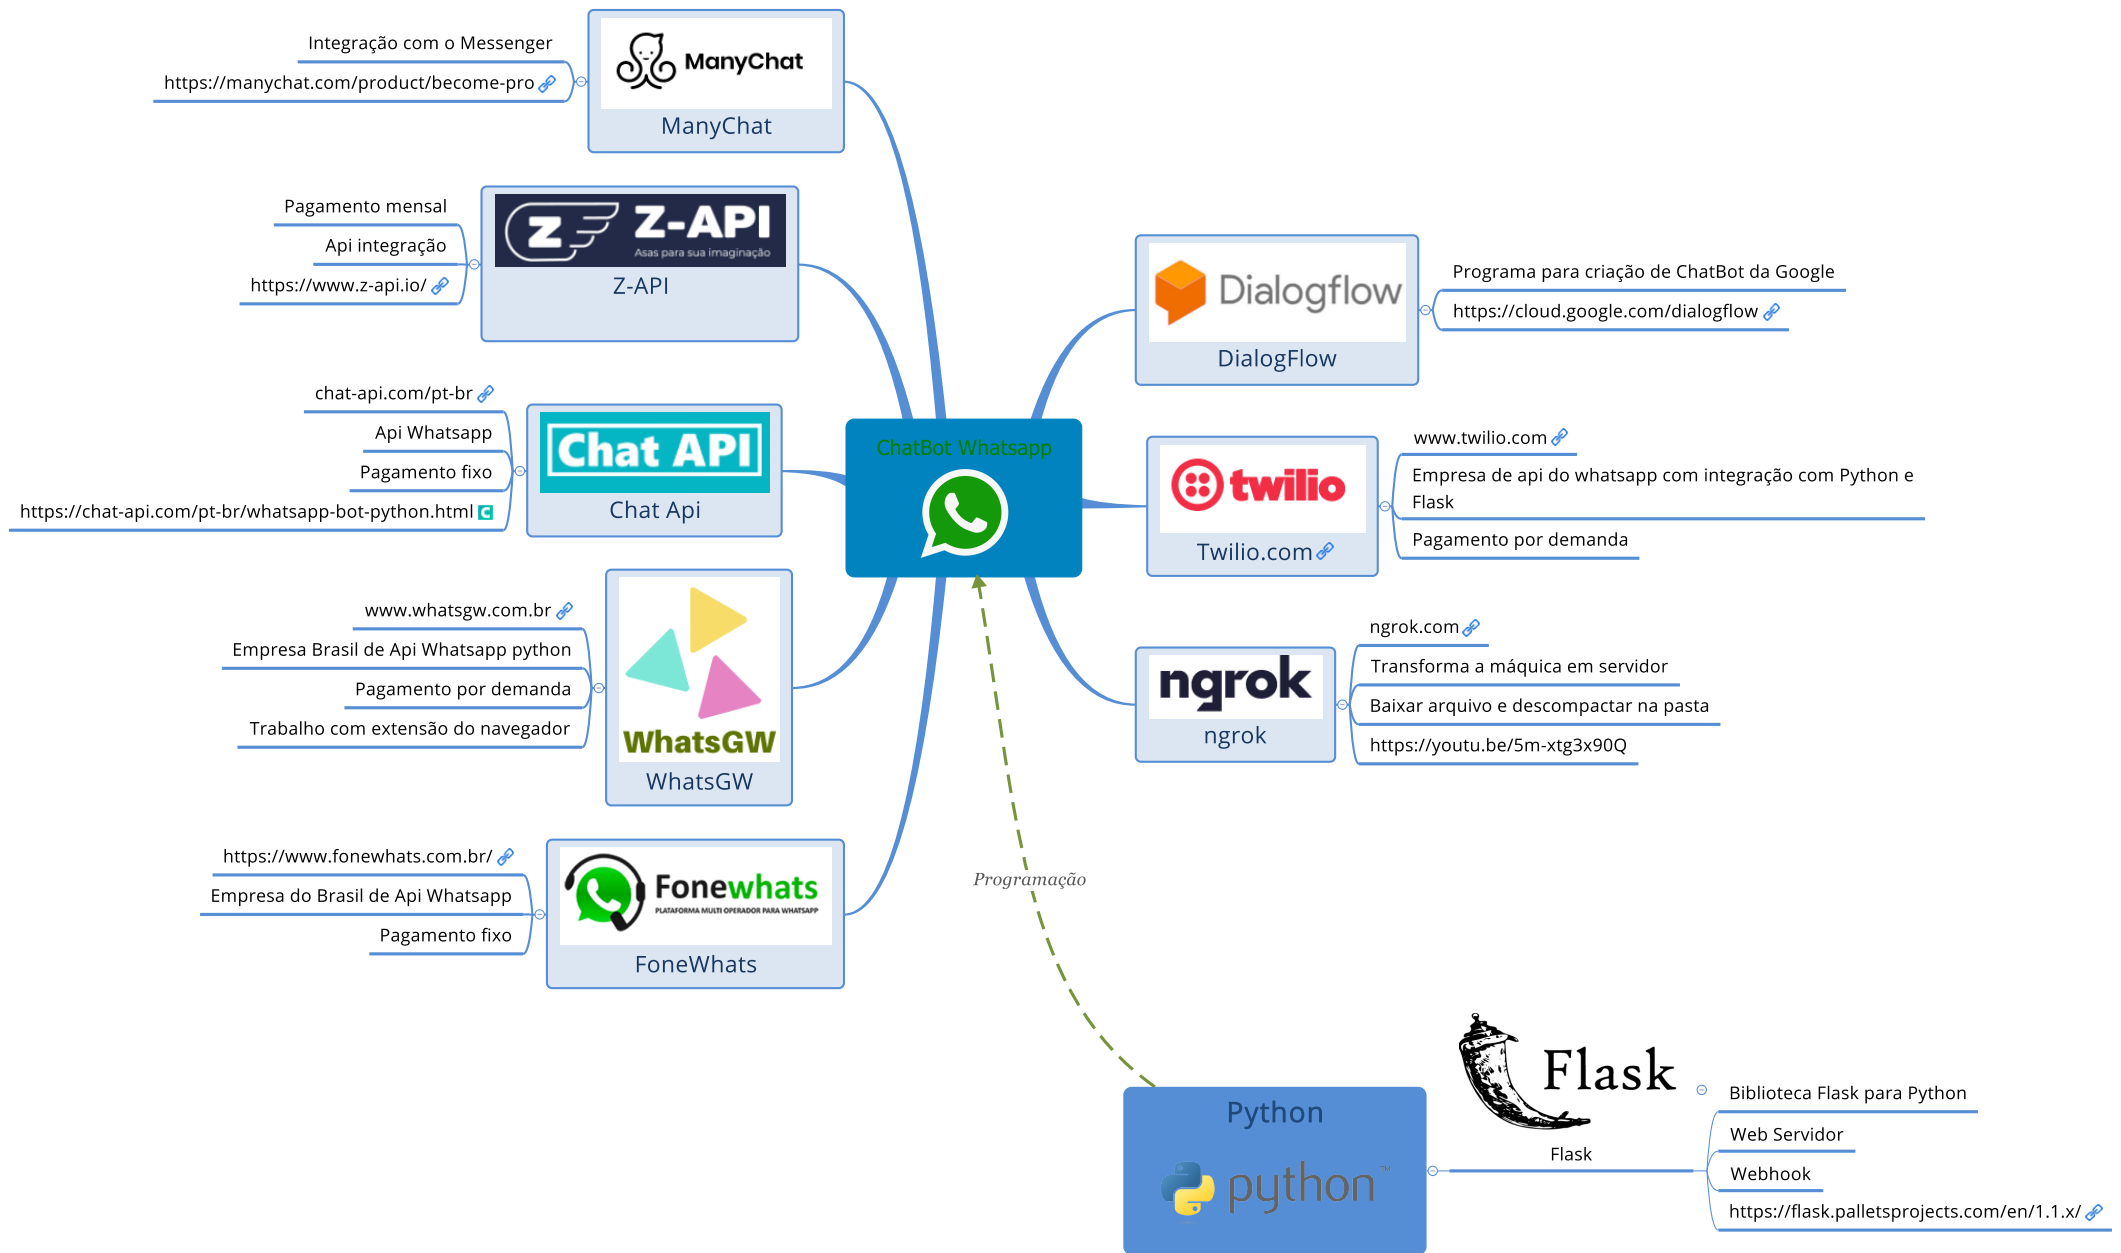 Integração com o Messenger
https://manychat.com/product/become-pro
ManyChat
ManyChat
Pagamento mensal
Api integração
https://www.z-api.io/
Z-API
Asas para sua imaginação
Z-API
chat-api.com/pt-br
Api Whatsapp
Pagamento fixo
https://chat-api.com/pt-br/whatsapp-bot-python.html
Chat API
Chat Api
www.whatsgw.com.br
Empresa Brasil de Api Whatsapp python
Pagamento por demanda
Trabalho com extensão do navegador
WhatsGW
WhatsGW
https://www.fonewhats.com.br/
Empresa do Brasil de Api Whatsapp
Pagamento fixo
Fonewhats
PLATAFORMA MULTI OPERADOR PARA WHATSAPP
FoneWhats
ChatBot Whatsapp
Dialogflow
DialogFlow
Programa para criação de ChatBot da Google
https://cloud.google.com/dialogflow
twilio
Twilio.com
www.twilio.com
Empresa de api do whatsapp com integração com Python e
Flask
Pagamento por demanda
ngrok
ngrok
ngrok.com
Transforma a máquica em servidor
Baixar arquivo e descompactar na pasta
https://youtu.be/5m-xtg3x90Q
Programação
Python
python™
Flask
Flask
Biblioteca Flask para Python
Web Servidor
Webhook
https://flask.palletsprojects.com/en/1.1.x/